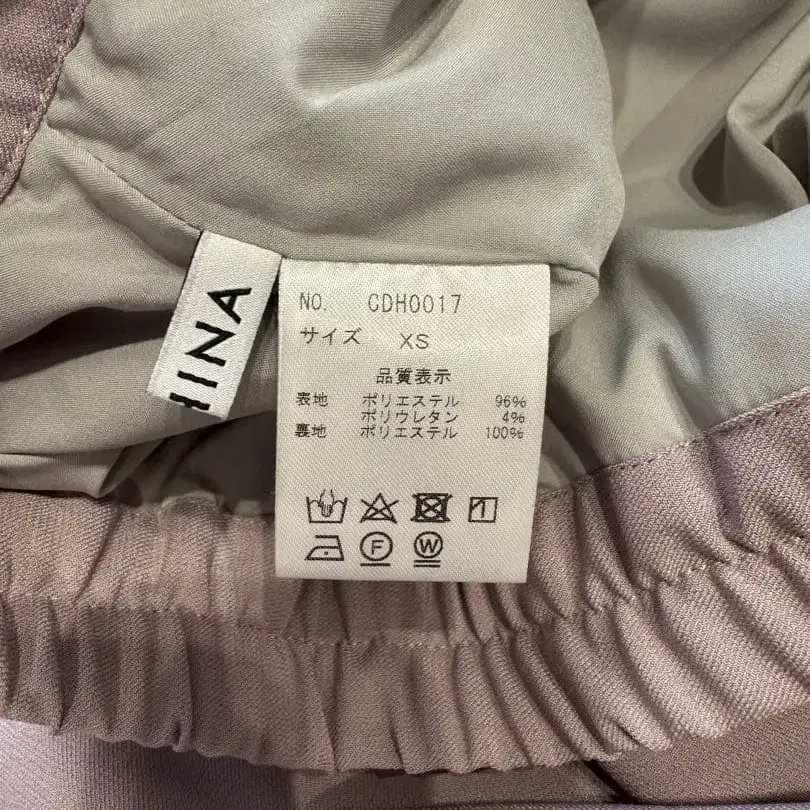 HINA
NO. CDH0017
サイズ XS
品質表示
表地 ポリエステル 96%
ポリウレタン 4%
裏地 ポリエステル 100%
F
W